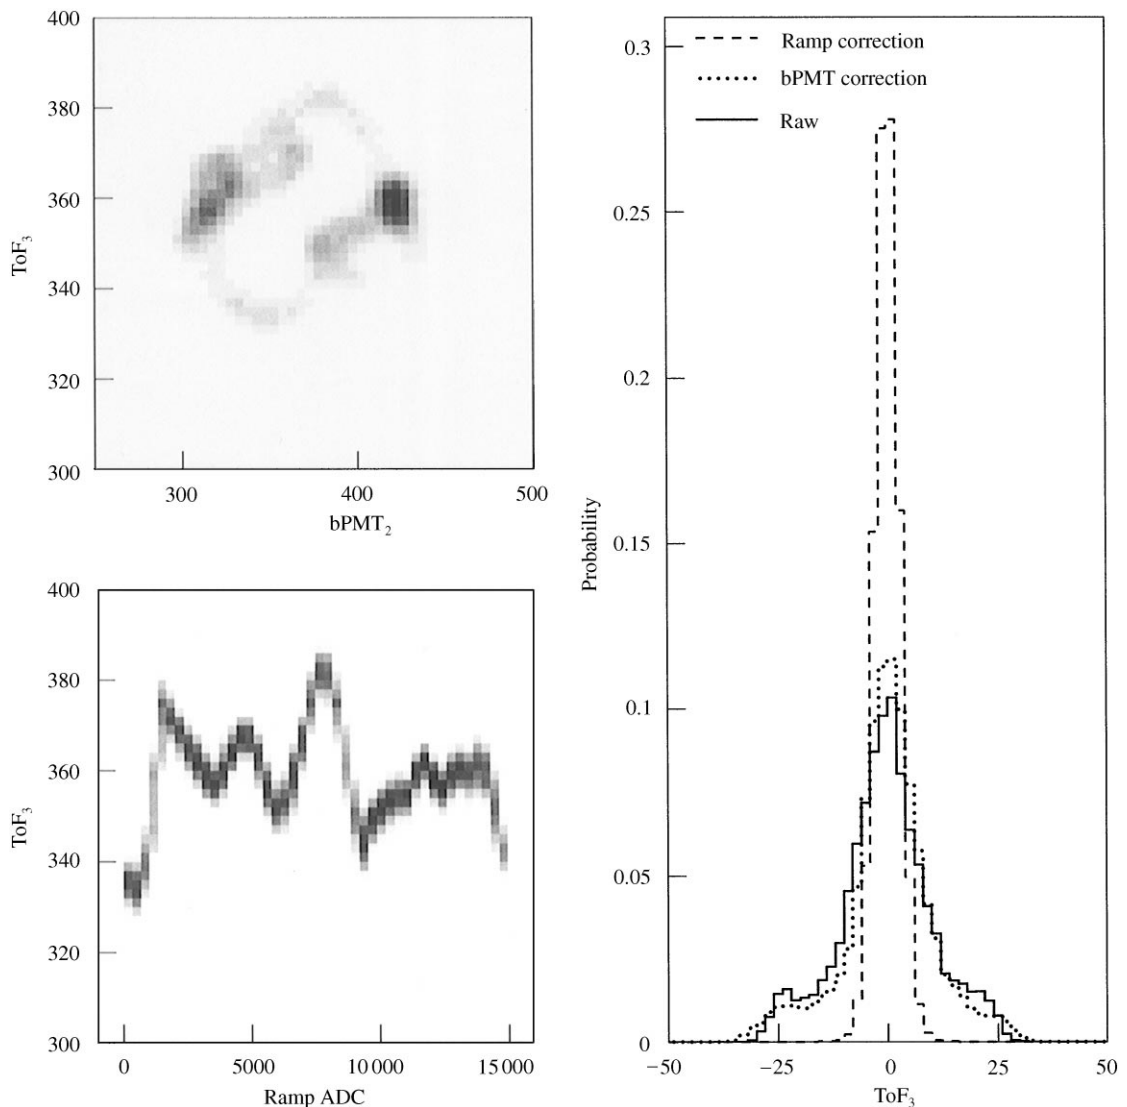 400
380
360
340
320
300
ToF₃
300 400 500
bPMT₂
400
380
360
340
320
300
ToF₃
0 5000 10 000 15 000
Ramp ADC
Ramp correction
bPMT correction
Raw
0.3
0.25
0.2
0.15
0.1
0.05
0
Probability
−50 −25 0 25 50
ToF₃